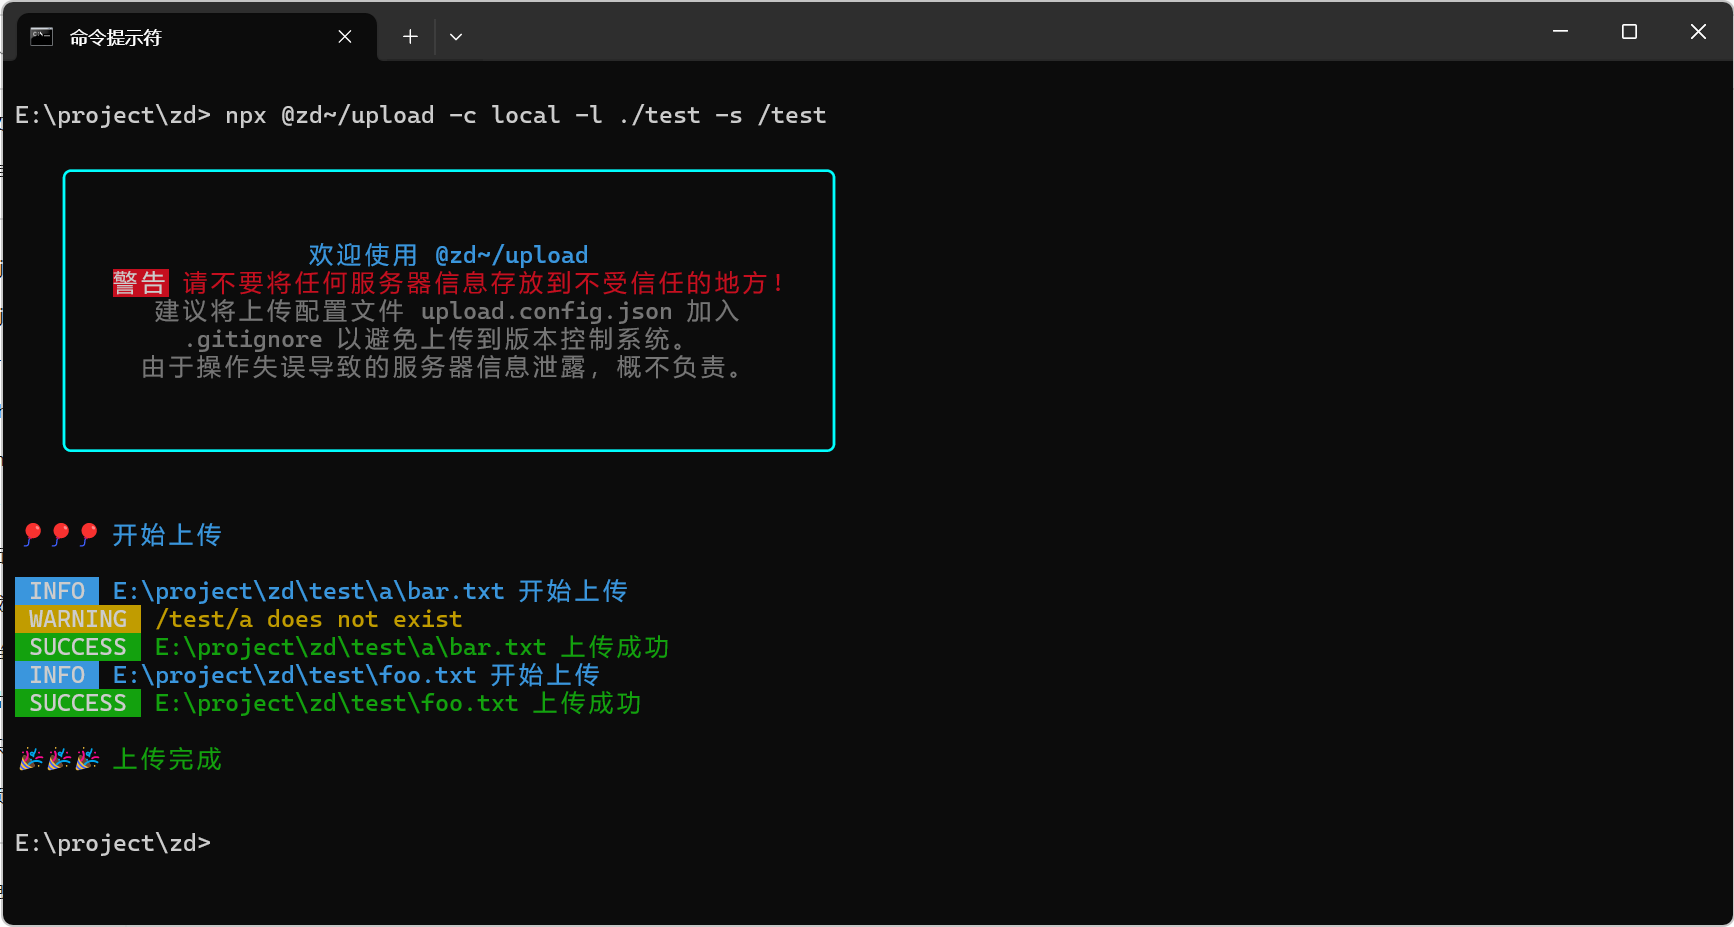 命令提示符
E:\project\zd> npx @zd~/upload -c local -l ./test -s /test
欢迎使用 @zd~/upload
警告 请不要将任何服务器信息存放到不受信任的地方！
建议将上传配置文件 upload.config.json 加入
.gitignore 以避免上传到版本控制系统。
由于操作失误导致的服务器信息泄露，概不负责。
🎈🎈🎈 开始上传
INFO E:\project\zd\test\a\bar.txt 开始上传
WARNING /test/a does not exist
SUCCESS E:\project\zd\test\a\bar.txt 上传成功
INFO E:\project\zd\test\foo.txt 开始上传
SUCCESS E:\project\zd\test\foo.txt 上传成功
🎉🎉🎉 上传完成
E:\project\zd>